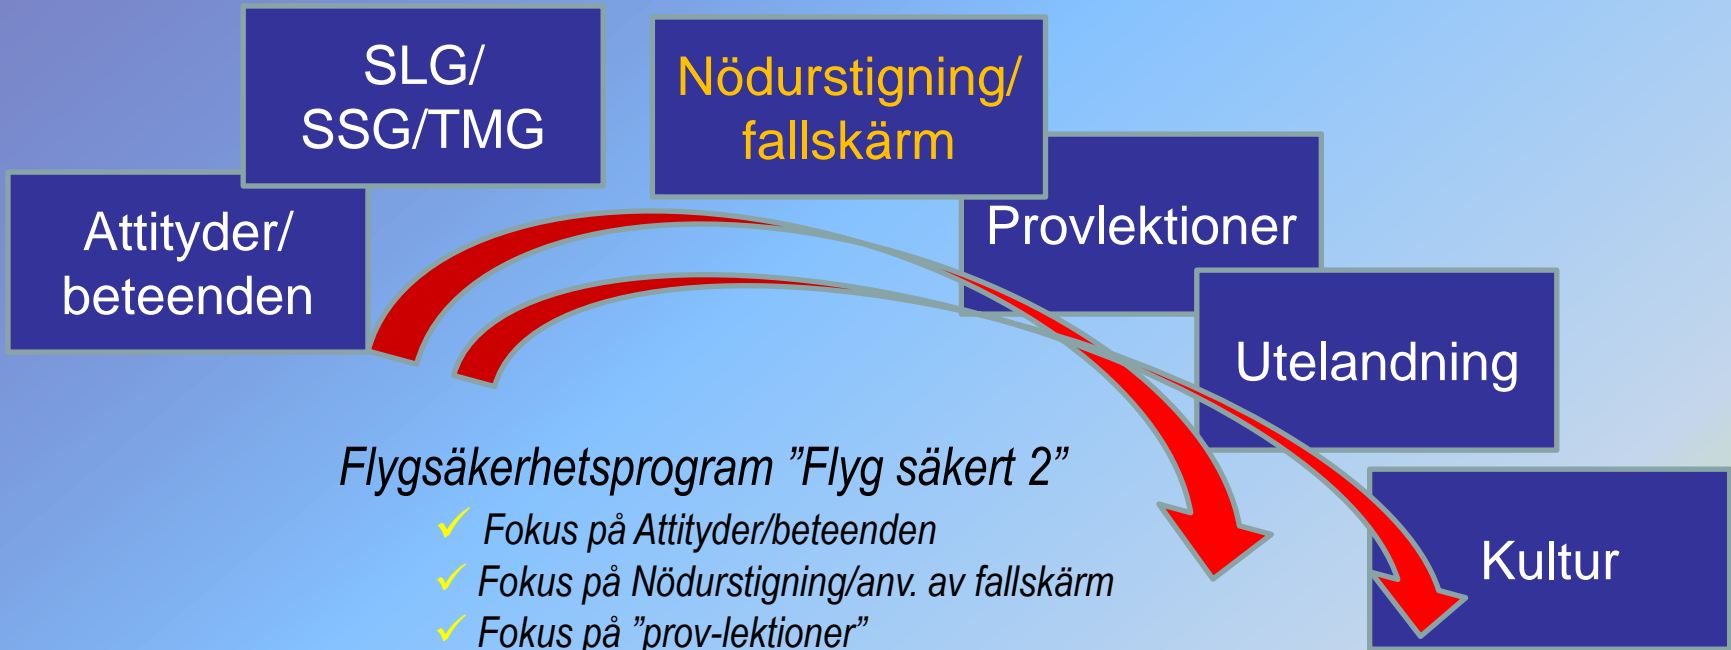 SLG/
SSG/TMG
Nödurstigning/
fallskärm
Attityder/
beteenden
Provlektioner
Utelandning
Kultur
Flygsäkerhetsprogram ”Flyg säkert 2”
Fokus på Attityder/beteenden
Fokus på Nödurstigning/anv. av fallskärm
Fokus på ”prov-lektioner”